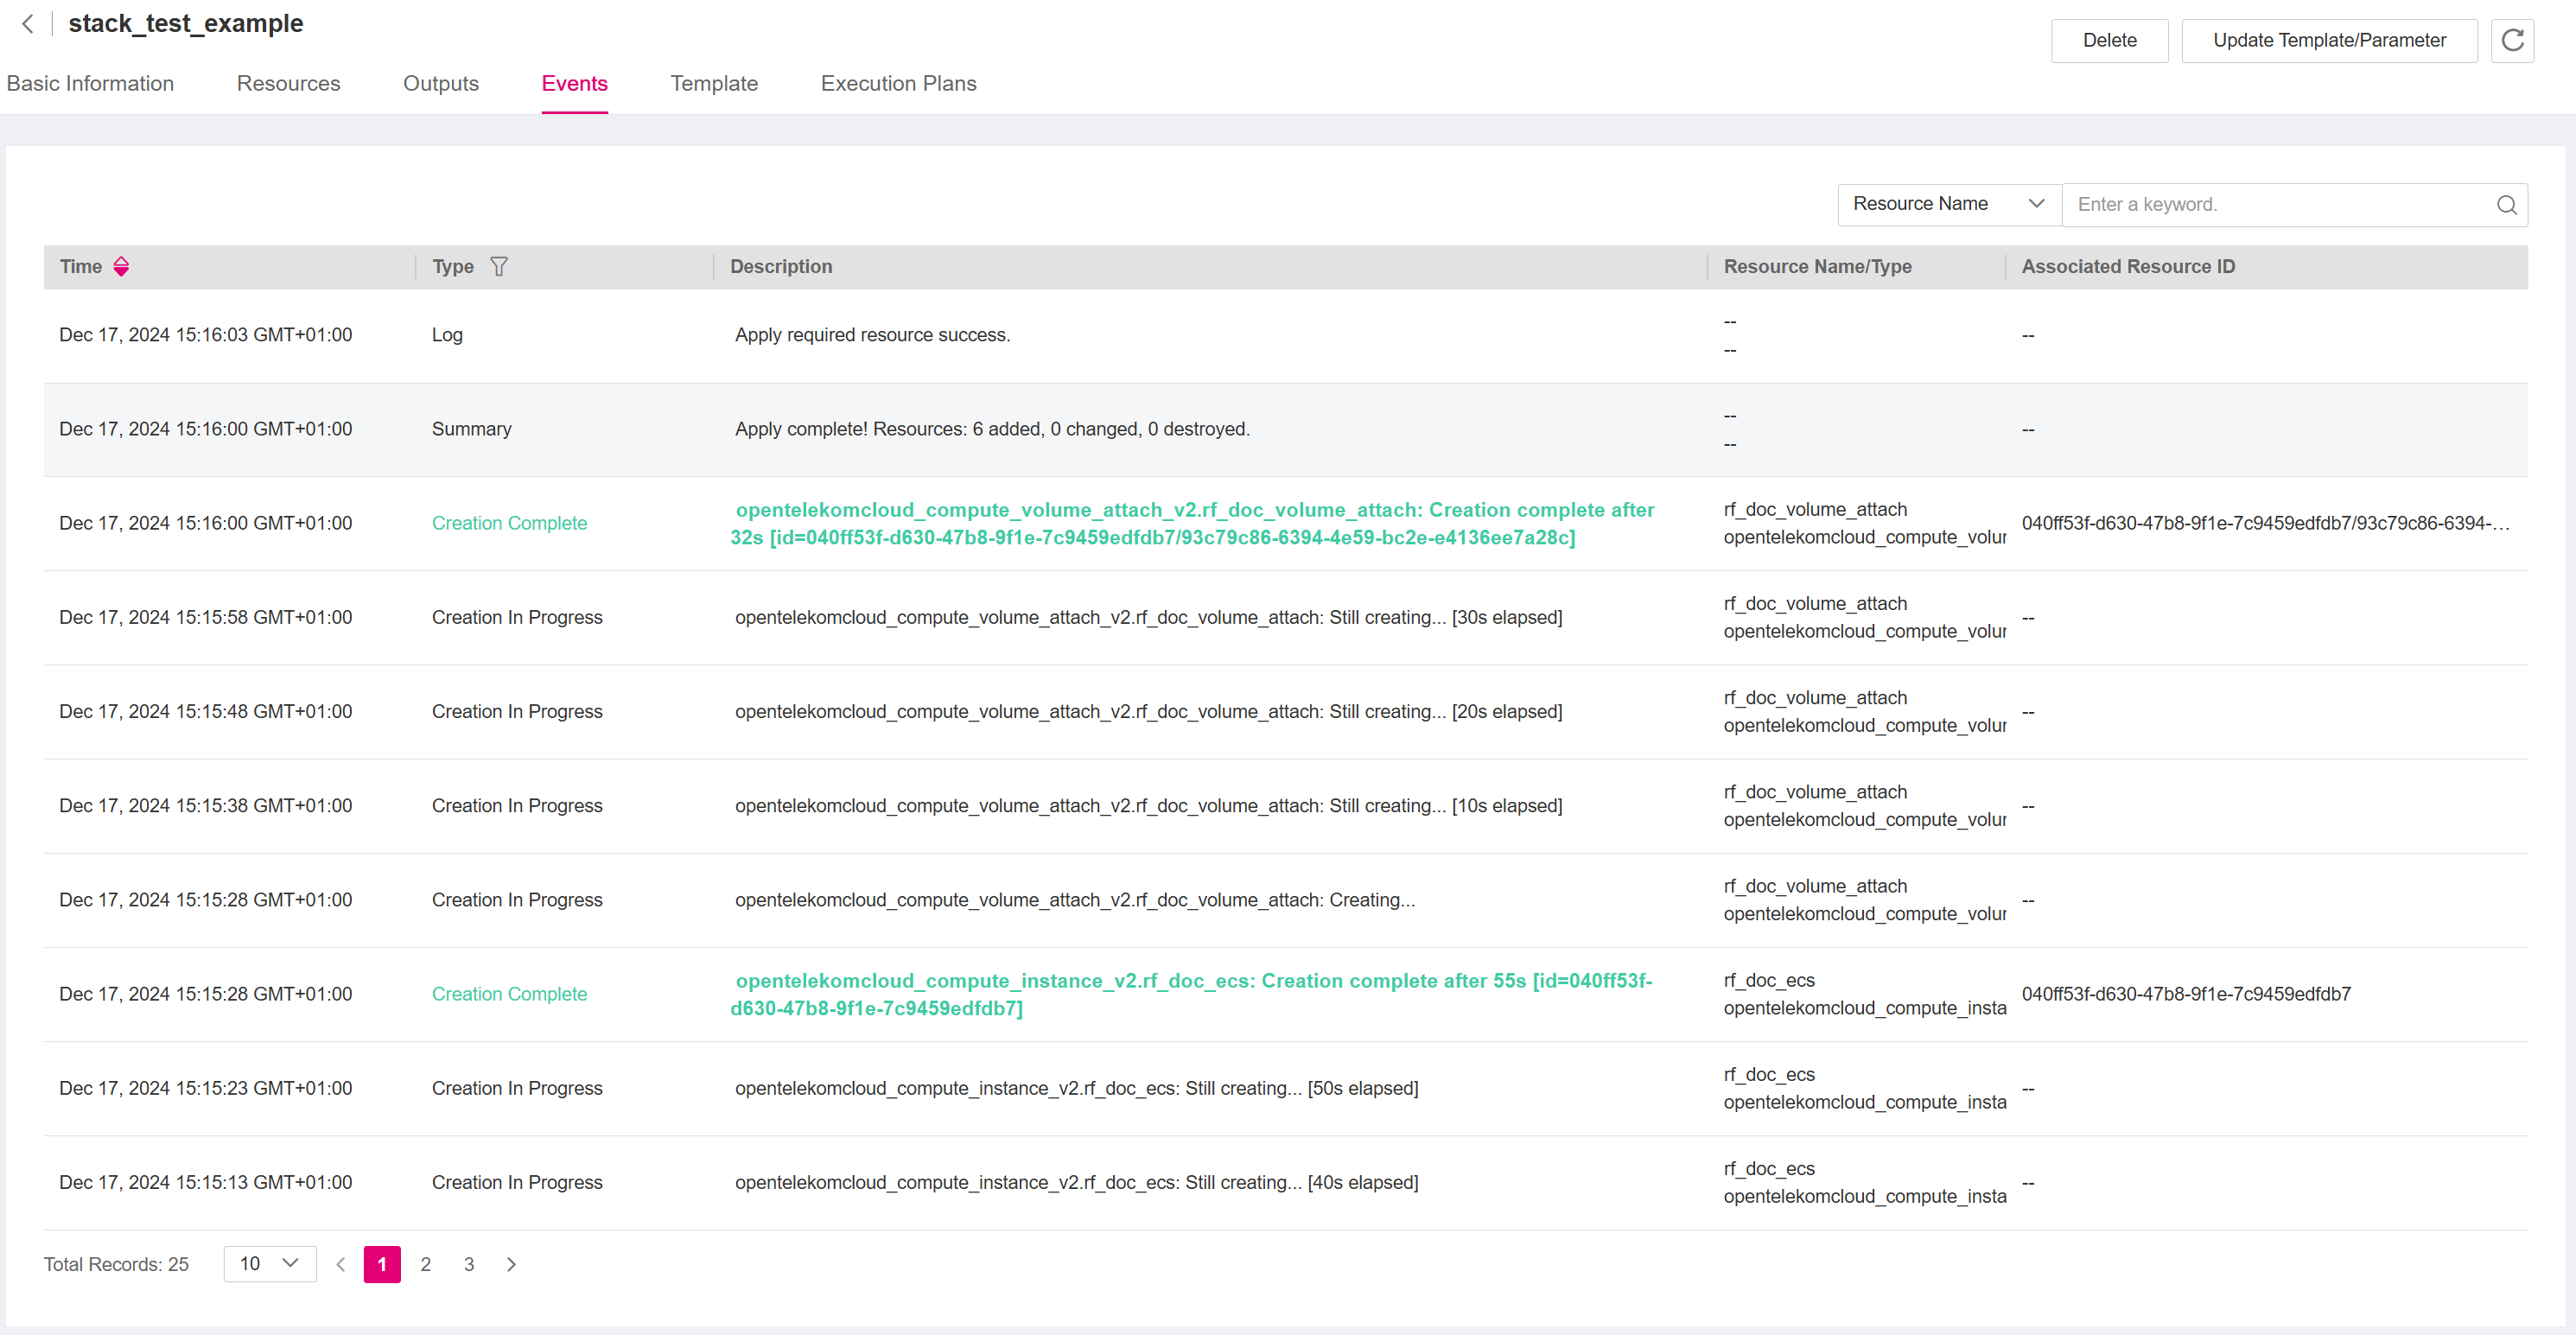 stack_test_example
Delete
Update Template/Parameter
Basic Information
Resources
Outputs
Events
Template
Execution Plans
Resource Name
Enter a keyword.
Time
Type
Description
Resource Name/Type
Associated Resource ID
Dec 17, 2024 15:16:03 GMT+01:00
Log
Apply required resource success.
--
--
--
Dec 17, 2024 15:16:00 GMT+01:00
Summary
Apply complete! Resources: 6 added, 0 changed, 0 destroyed.
--
--
--
Dec 17, 2024 15:16:00 GMT+01:00
Creation Complete
opentelekomcloud_compute_volume_attach_v2.rf_doc_volume_attach: Creation complete after
32s [id=040ff53f-d630-47b8-9f1e-7c9459edfdb7/93c79c86-6394-4e59-bc2e-e4136ee7a28c]
rf_doc_volume_attach
opentelekomcloud_compute_volur
040ff53f-d630-47b8-9f1e-7c9459edfdb7/93c79c86-6394-...
Dec 17, 2024 15:15:58 GMT+01:00
Creation In Progress
opentelekomcloud_compute_volume_attach_v2.rf_doc_volume_attach: Still creating... [30s elapsed]
rf_doc_volume_attach
opentelekomcloud_compute_volur
--
Dec 17, 2024 15:15:48 GMT+01:00
Creation In Progress
opentelekomcloud_compute_volume_attach_v2.rf_doc_volume_attach: Still creating... [20s elapsed]
rf_doc_volume_attach
opentelekomcloud_compute_volur
--
Dec 17, 2024 15:15:38 GMT+01:00
Creation In Progress
opentelekomcloud_compute_volume_attach_v2.rf_doc_volume_attach: Still creating... [10s elapsed]
rf_doc_volume_attach
opentelekomcloud_compute_volur
--
Dec 17, 2024 15:15:28 GMT+01:00
Creation In Progress
opentelekomcloud_compute_volume_attach_v2.rf_doc_volume_attach: Creating...
rf_doc_volume_attach
opentelekomcloud_compute_volur
--
Dec 17, 2024 15:15:28 GMT+01:00
Creation Complete
opentelekomcloud_compute_instance_v2.rf_doc_ecs: Creation complete after 55s [id=040ff53f-
d630-47b8-9f1e-7c9459edfdb7]
rf_doc_ecs
opentelekomcloud_compute_insta
040ff53f-d630-47b8-9f1e-7c9459edfdb7
Dec 17, 2024 15:15:23 GMT+01:00
Creation In Progress
opentelekomcloud_compute_instance_v2.rf_doc_ecs: Still creating... [50s elapsed]
rf_doc_ecs
opentelekomcloud_compute_insta
--
Dec 17, 2024 15:15:13 GMT+01:00
Creation In Progress
opentelekomcloud_compute_instance_v2.rf_doc_ecs: Still creating... [40s elapsed]
rf_doc_ecs
opentelekomcloud_compute_insta
--
Total Records: 25
10
1
2
3